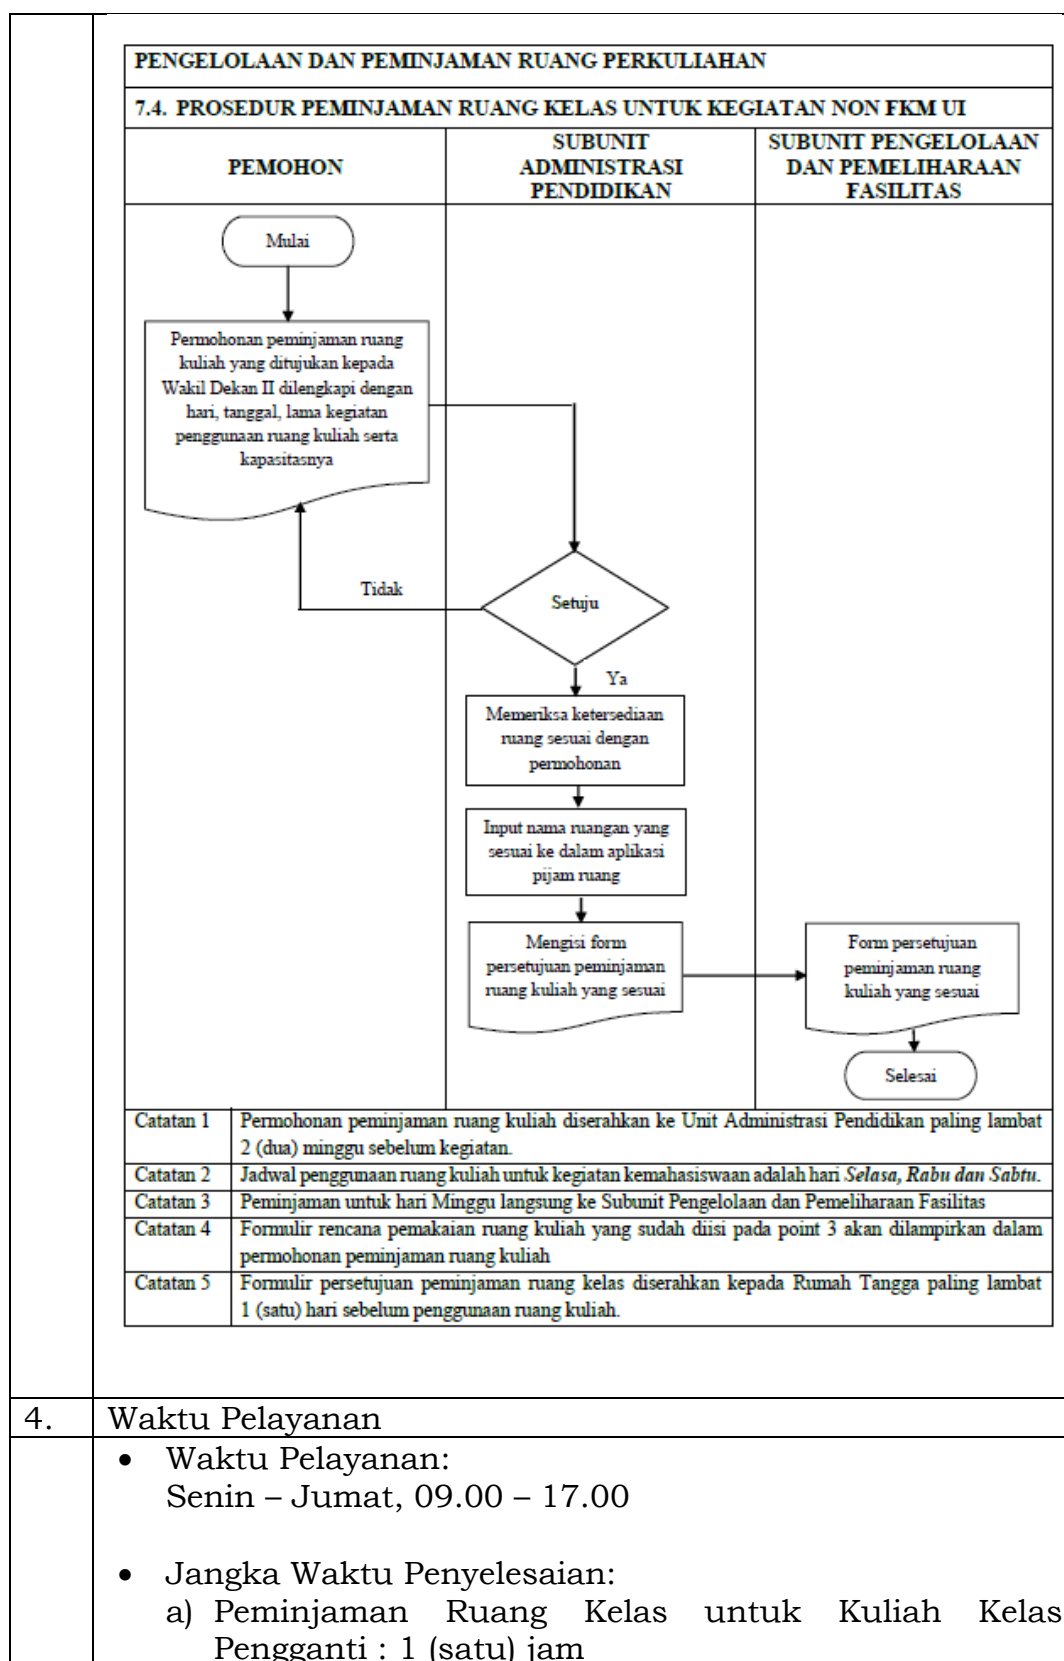 PENGELOLAAN DAN PEMINJAMAN RUANG PERKULIAHAN
7.4. PROSEDUR PEMINJAMAN RUANG KELAS UNTUK KEGIATAN NON FKM UI
PEMOHON
SUBUNIT
ADMINISTRASI
PENDIDIKAN
SUBUNIT PENGELOLAAN
DAN PEMELIHARAAN
FASILITAS
Mulai
Permohonan peminjaman ruang
kuliah yang ditujukan kepada
Wakil Dekan II dilengkapi dengan
hari, tanggal, lama kegiatan
penggunaan ruang kuliah serta
kapasitasnya
Tidak
Setuju
Ya
Memeriksa ketersediaan
ruang sesuai dengan
permohonan
Input nama ruangan yang
sesuai ke dalam aplikasi
pijam ruang
Mengisi form
persetujuan peminjaman
ruang kuliah yang sesuai
Form persetujuan
peminjaman ruang
kuliah yang sesuai
Selesai
Catatan 1 Permohonan peminjaman ruang kuliah diserahkan ke Unit Administrasi Pendidikan paling lambat
2 (dua) minggu sebelum kegiatan.
Catatan 2 Jadwal penggunaan ruang kuliah untuk kegiatan kemahasiswaan adalah hari Selasa, Rabu dan Sabtu.
Catatan 3 Peminjaman untuk hari Minggu langsung ke Subunit Pengelolaan dan Pemeliharaan Fasilitas
Catatan 4 Formulir rencana pemakaian ruang kuliah yang sudah diisi pada point 3 akan dilampirkan dalam
permohonan peminjaman ruang kuliah
Catatan 5 Formulir persetujuan peminjaman ruang kelas diserahkan kepada Rumah Tangga paling lambat
1 (satu) hari sebelum penggunaan ruang kuliah.
4. Waktu Pelayanan
• Waktu Pelayanan:
Senin – Jumat, 09.00 – 17.00
• Jangka Waktu Penyelesaian:
a) Peminjaman Ruang Kelas untuk Kuliah Kelas
Pengganti : 1 (satu) jam